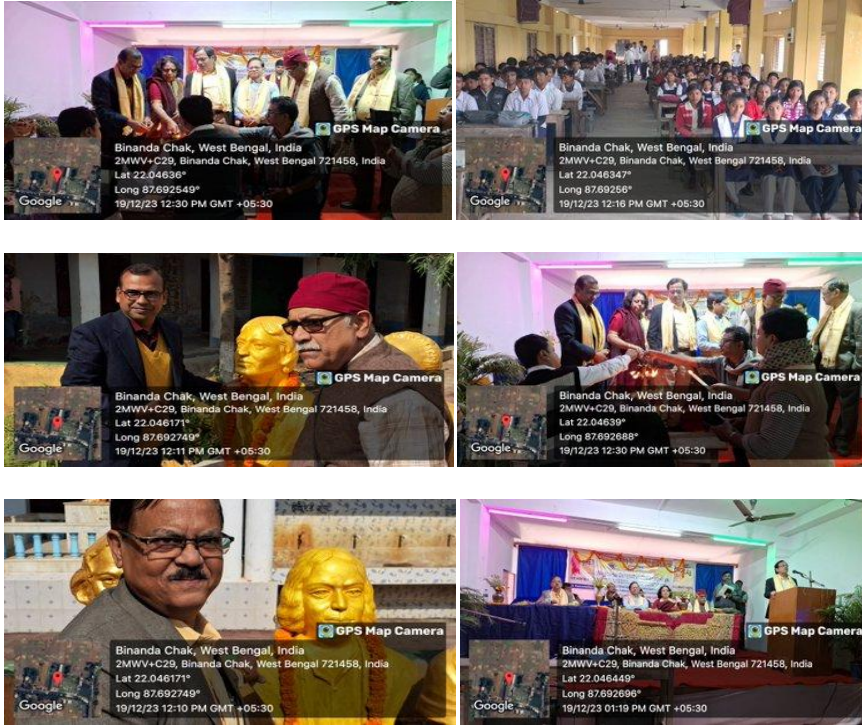 GPS Map Camera
Binanda Chak, West Bengal, India
2MWV+C29, Binanda Chak, West Bengal 721458, India
Lat 22.04636°
Long 87.692549°
19/12/23 12:30 PM GMT +05:30
Google
GPS Map Camera
Binanda Chak, West Bengal, India
2MWV+C29, Binanda Chak, West Bengal 721458, India
Lat 22.046347°
Long 87.69256°
19/12/23 12:16 PM GMT +05:30
Google
GPS Map Camera
Binanda Chak, West Bengal, India
2MWV+C29, Binanda Chak, West Bengal 721458, India
Lat 22.046171°
Long 87.692749°
19/12/23 12:11 PM GMT +05:30
Google
GPS Map Camera
Binanda Chak, West Bengal, India
2MWV+C29, Binanda Chak, West Bengal 721458, India
Lat 22.04639°
Long 87.692688°
19/12/23 12:30 PM GMT +05:30
Google
GPS Map Camera
Binanda Chak, West Bengal, India
2MWV+C29, Binanda Chak, West Bengal 721458, India
Lat 22.046171°
Long 87.692749°
19/12/23 12:10 PM GMT +05:30
Google
GPS Map Camera
Binanda Chak, West Bengal, India
2MWV+C29, Binanda Chak, West Bengal 721458, India
Lat 22.046449°
Long 87.692696°
19/12/23 01:19 PM GMT +05:30
Google